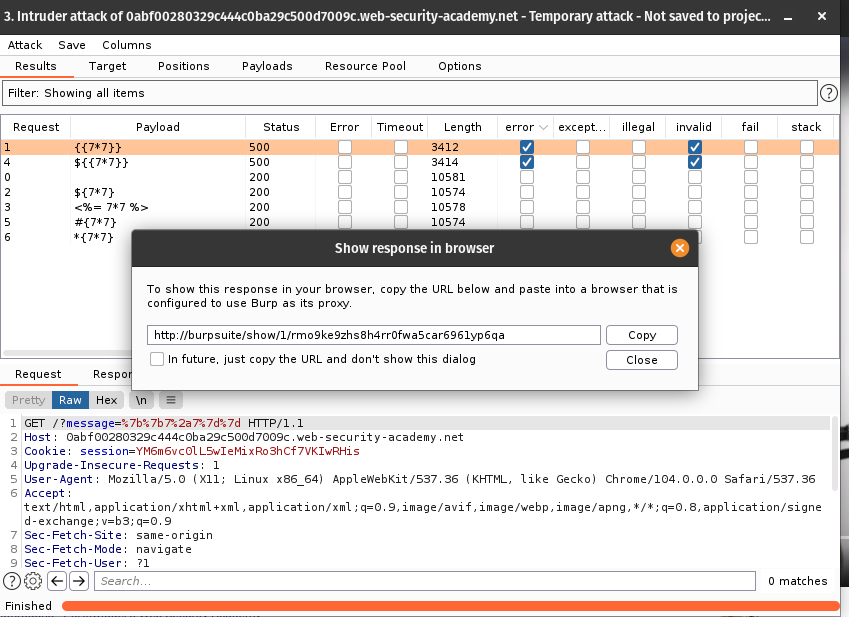 3. Intruder attack of 0abf00280329c444c0ba29c500d7009c.web-security-academy.net - Temporary attack - Not saved to projec...
Attack Save Columns
Results Target Positions Payloads Resource Pool Options
Filter: Showing all items ?
Request Payload Status Error Timeout Length error except... illegal invalid fail stack
1 {{7*7}} 500 3412
4 ${{7*7}} 500 3414
0 200 10581
2 ${7*7} 200 10574
3 <%= 7*7 %> 200 10578
5 #{7*7} 200 10574
6 *{7*7}
Show response in browser
To show this response in your browser, copy the URL below and paste into a browser that is
configured to use Burp as its proxy.
http://burpsuite/show/1/rmo9ke9zhs8h4rr0fwa5car6961yp6qa Copy
In future, just copy the URL and don't show this dialog Close
Request Respon
Pretty Raw Hex \n
1 GET /?message=%7b%7b7%2a7%7d%7d HTTP/1.1
2 Host: 0abf00280329c444c0ba29c500d7009c.web-security-academy.net
3 Cookie: session=YM6m6vcOlL5wIeMixRo3hCf7VKIwRHis
4 Upgrade-Insecure-Requests: 1
5 User-Agent: Mozilla/5.0 (X11; Linux x86_64) AppleWebKit/537.36 (KHTML, like Gecko) Chrome/104.0.0.0 Safari/537.36
6 Accept:
text/html,application/xhtml+xml,application/xml;q=0.9,image/avif,image/webp,image/apng,*/*;q=0.8,application/signe
d-exchange;v=b3;q=0.9
7 Sec-Fetch-Site: same-origin
8 Sec-Fetch-Mode: navigate
9 Sec-Fetch-User: ?1
? Search... 0 matches
Finished